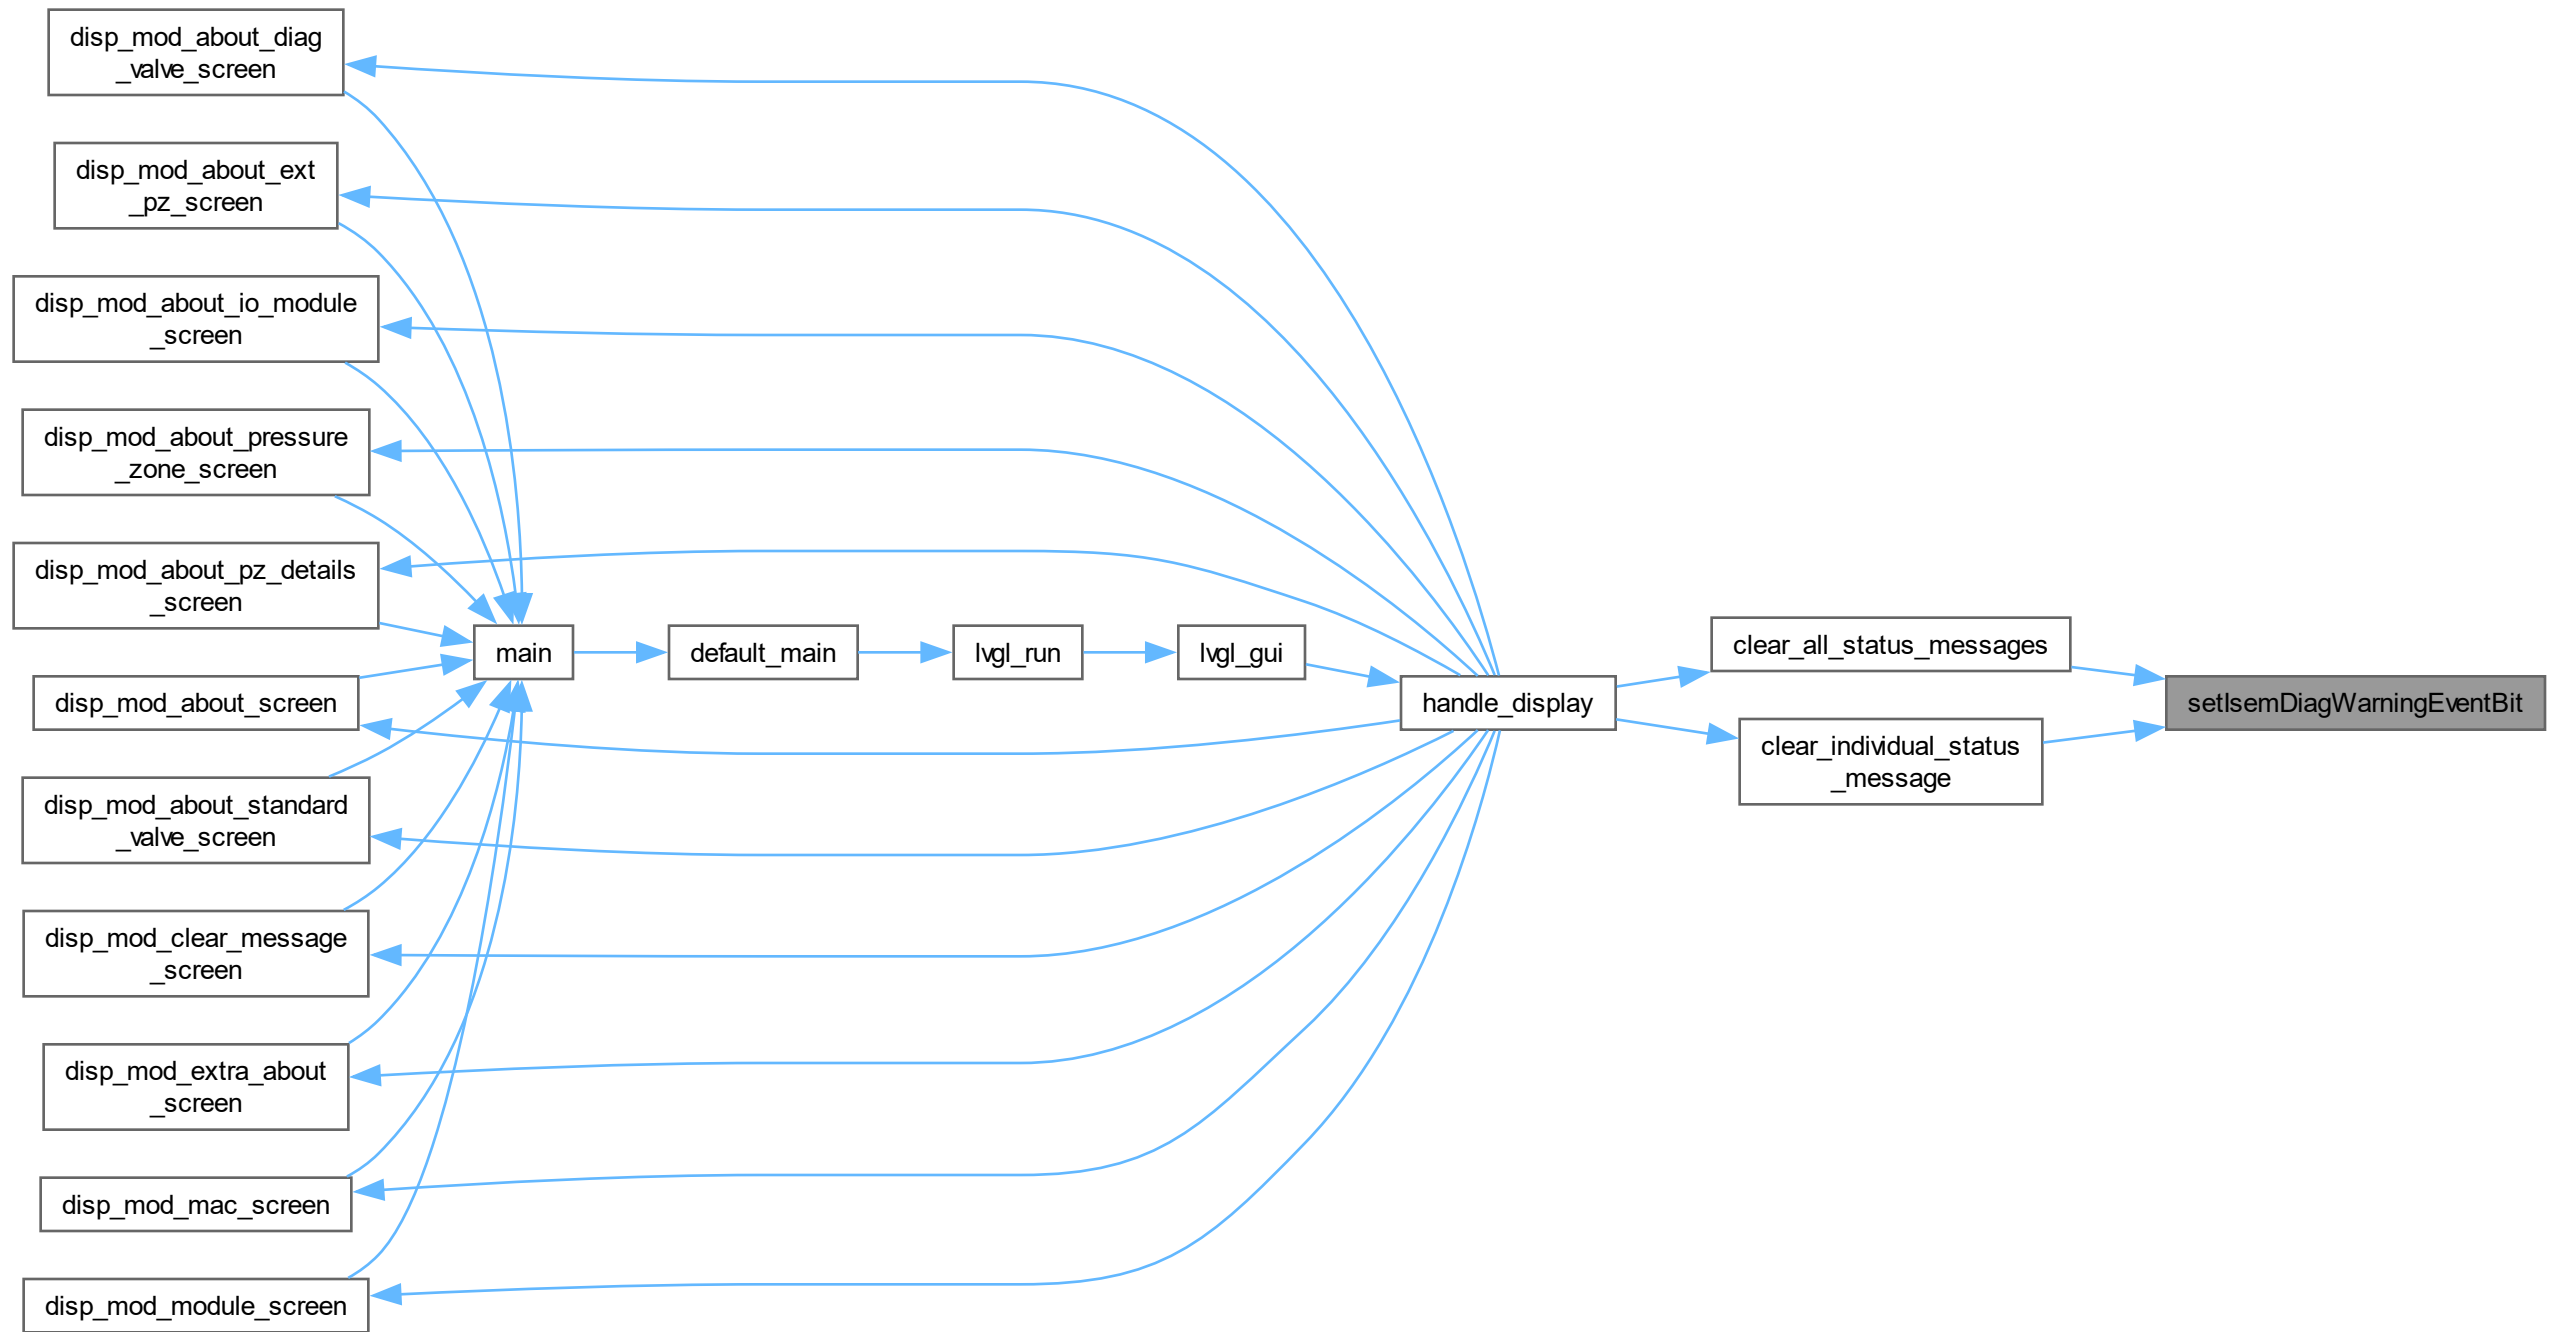 disp_mod_about_diag
_valve_screen
disp_mod_about_ext
_pz_screen
disp_mod_about_io_module
_screen
disp_mod_about_pressure
_zone_screen
disp_mod_about_pz_details
_screen
disp_mod_about_screen
disp_mod_about_standard
_valve_screen
disp_mod_clear_message
_screen
disp_mod_extra_about
_screen
disp_mod_mac_screen
disp_mod_module_screen
main
default_main
lvgl_run
lvgl_gui
handle_display
clear_all_status_messages
clear_individual_status
_message
setIsemDiagWarningEventBit